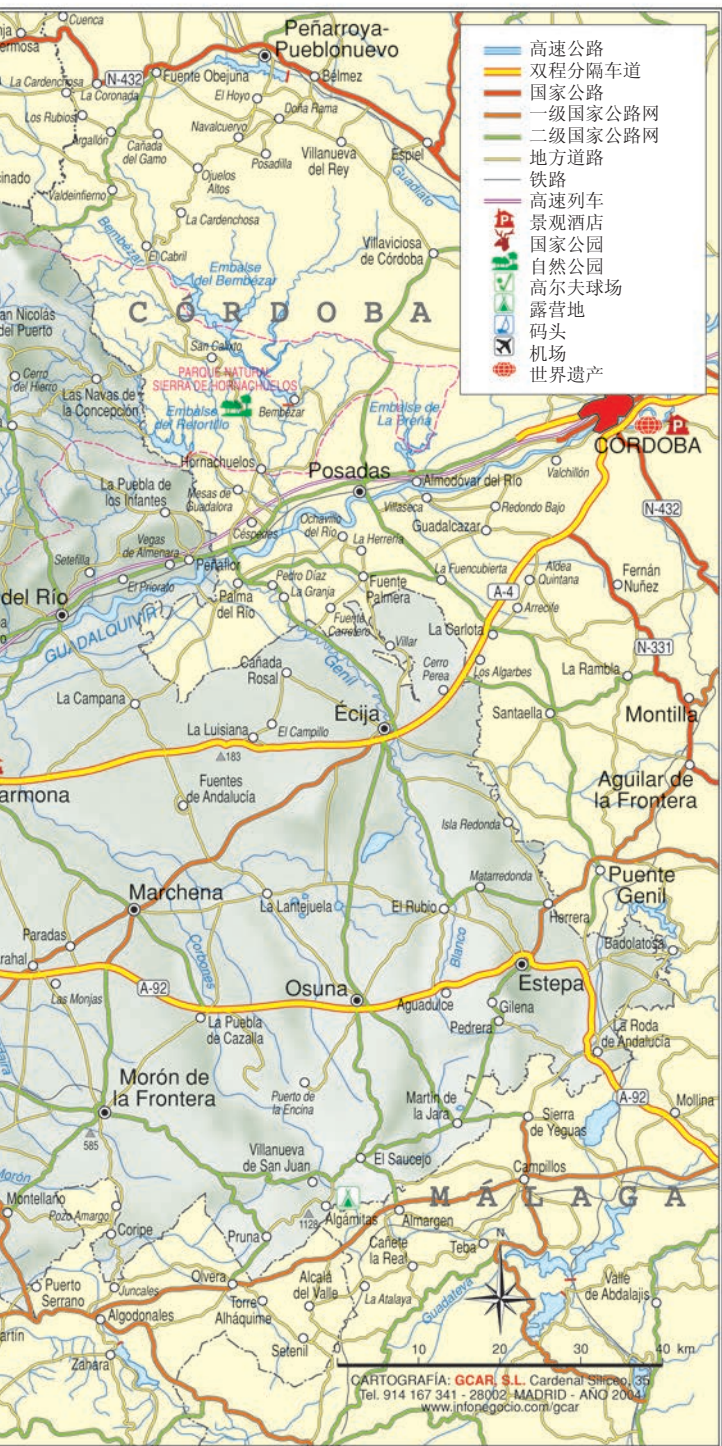 Cuenca
Peñarroya-
Pueblonuevo
La Cardenchosa
N-432
Fuente Obejuna
Bélmez
La Coronada
El Hoyo
Doña Rama
Los Rubios
Argallón
Cañada
del Gamo
Navalcuervo
Posadilla
Villanueva
del Rey
Espiel
Ojuelos
Altos
Valdeinfierno
Guadiato
La Cardenchosa
Bembézar
El Cabril
Villaviciosa
de Córdoba
Embalse
del Bembézar
CÓRDOBA
an Nicolás
del Puerto
San Calixto
Cerro
del Hierro
PARQUE NATURAL
SIERRA DE HORNACHUELOS
Las Navas de
la Concepción
Embalse
del Retortillo
Bembézar
Embalse de
La Breña
高速公路
双程分隔车道
国家公路
一级国家公路网
二级国家公路网
地方道路
铁路
高速列车
P 景观酒店
国家公园
自然公园
高尔夫球场
露营地
码头
机场
世界遗产
P
CÓRDOBA
Hornachuelos
Posadas
Almodóvar del Río
Valchillón
La Puebla de
los Infantes
Mesas de
Guadalora
Villaseca
Redondo Bajo
N-432
Céspedes
Ochavillo
del Río
Guadalcazar
Vegas
de Almenara
La Herrería
Setefilla
Peñaflor
La Fuencubierta
Aldea
Quintana
Fernán
Nuñez
El Priorato
Pedro Díaz
Fuente
Palmera
A-4
del Río
Palma
del Río
La Granja
Arrecife
GUADALQUIVIR
Fuente
Carretero
La Carlota
N-331
Villar
Genil
Cañada
Rosal
Cerro
Perea
Los Algarbes
La Rambla
La Campana
Écija
Santaella
Montilla
La Luisiana
El Campillo
183
armona
Fuentes
de Andalucía
Aguilar de
la Frontera
Isla Redonda
Matarredonda
Puente
Genil
Marchena
La Lantejuela
El Rubio
Herrera
Paradas
Corbones
Blanco
Badolatosa
arahal
A-92
Osuna
Estepa
Las Monjas
Aguadulce
Gilena
La Puebla
de Cazalla
Pedrera
La Roda
de Andalucía
Morón de
la Frontera
Puerto de
la Encina
Martín de
la Jara
A-92
Mollina
Sierra
de Yeguas
585
Villanueva
de San Juan
El Saucejo
Campillos
Morón
MÁLAGA
Montellano
Pozo Amargo
1128
Algámitas
Almargen
Coripe
Pruna
Cañete
la Real
Teba
N
Puerto
Serrano
Juncales
Olvera
Alcalá
del Valle
La Atalaya
Guadateva
Valle
de Abdalajis
Algodonales
Torre
Alháquime
artín
Setenil
Zahara
0 10 20 30 40 km
CARTOGRAFÍA: GCAR, S.L. Cardenal Silíceo, 35
Tel. 914 167 341 - 28002 MADRID - AÑO 2004
www.infonegocio.com/gcar